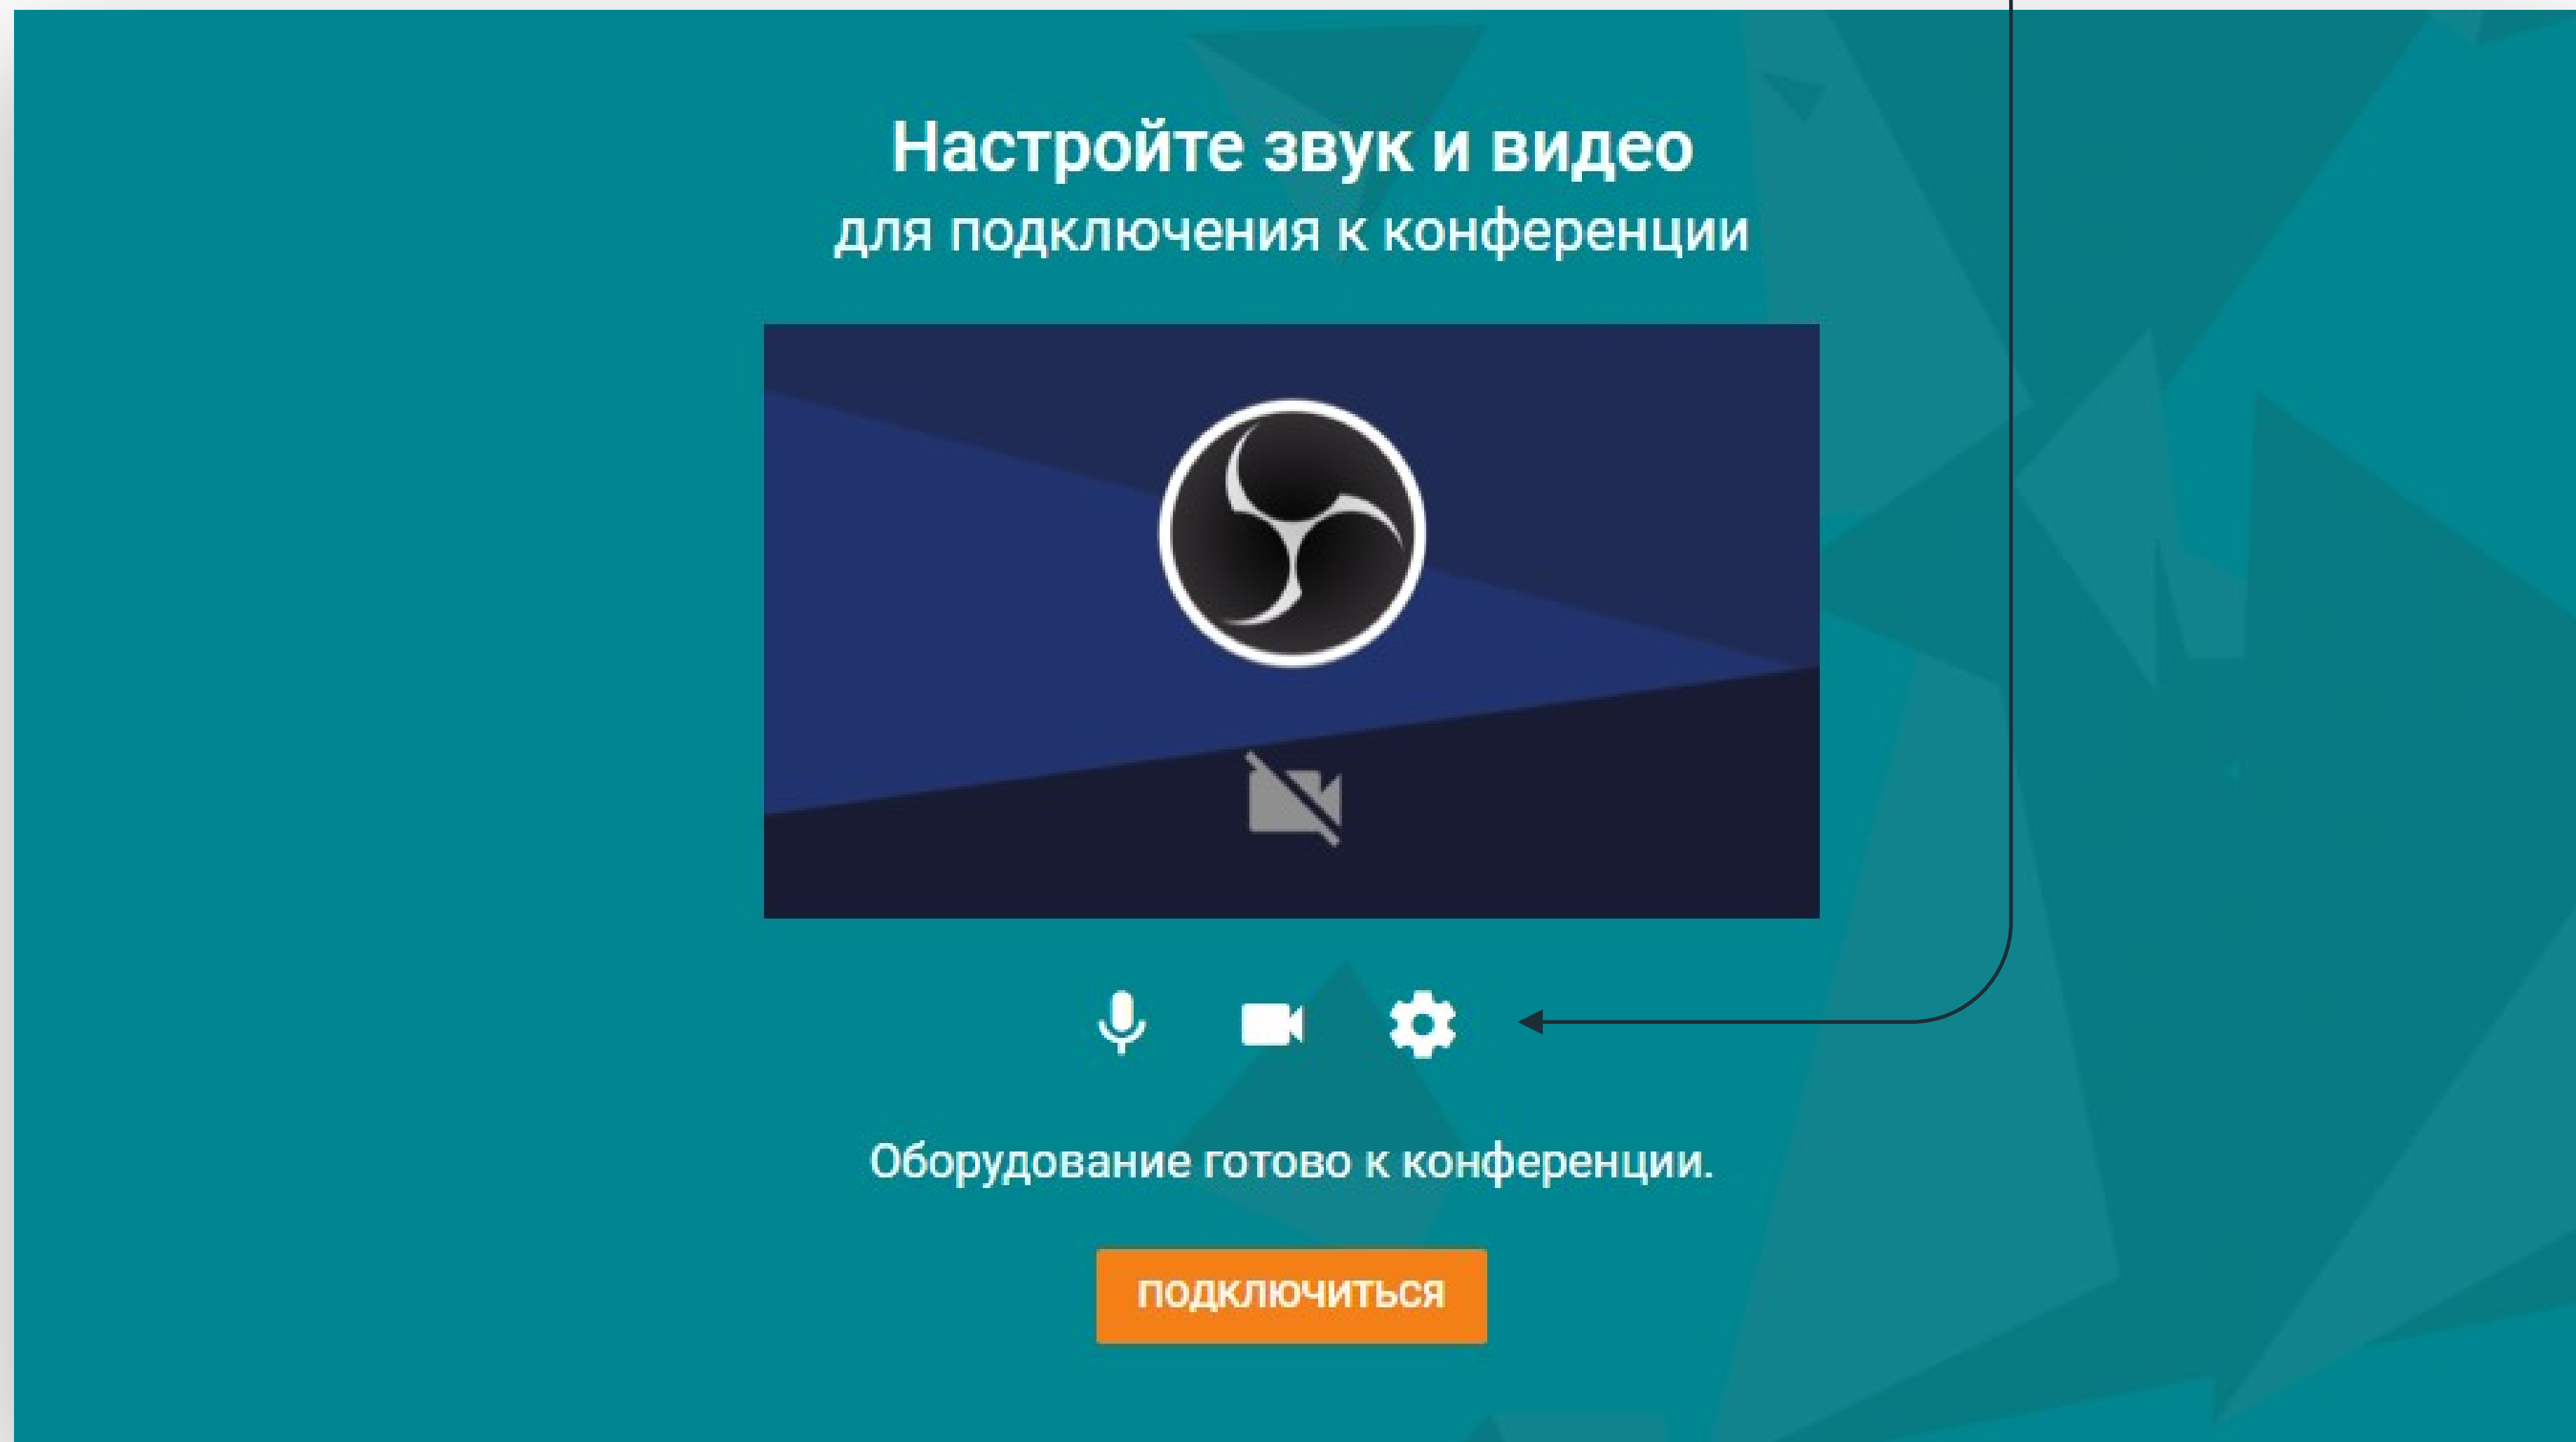 Настройте звук и видео
для подключения к конференции
Оборудование готово к конференции.
ПОДКЛЮЧИТЬСЯ